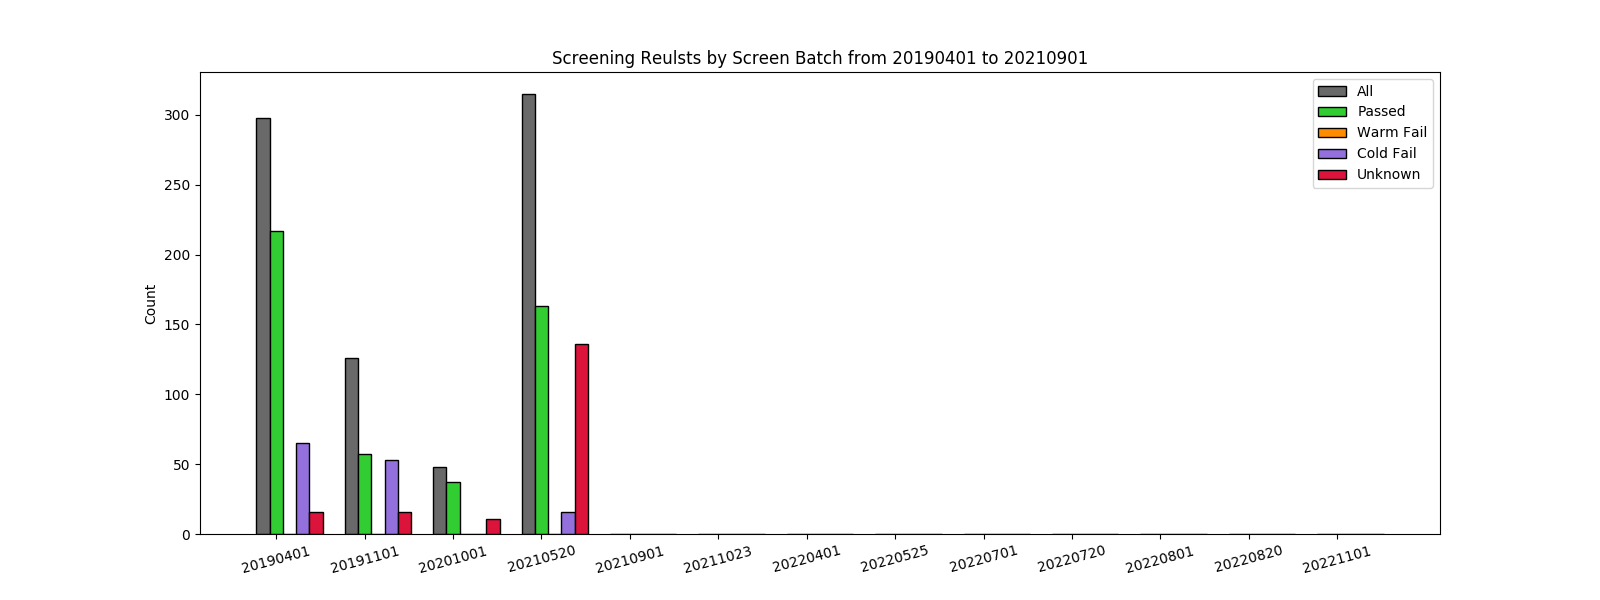 Screening Reulsts by Screen Batch from 20190401 to 20210901
All
Passed
Warm Fail
Cold Fail
Unknown
Count
300
250
200
150
100
50
0
20190401 20191101 20201001 20210520 20210901 20211023 20220401 20220525 20220701 20220720 20220801 20220820 20221101